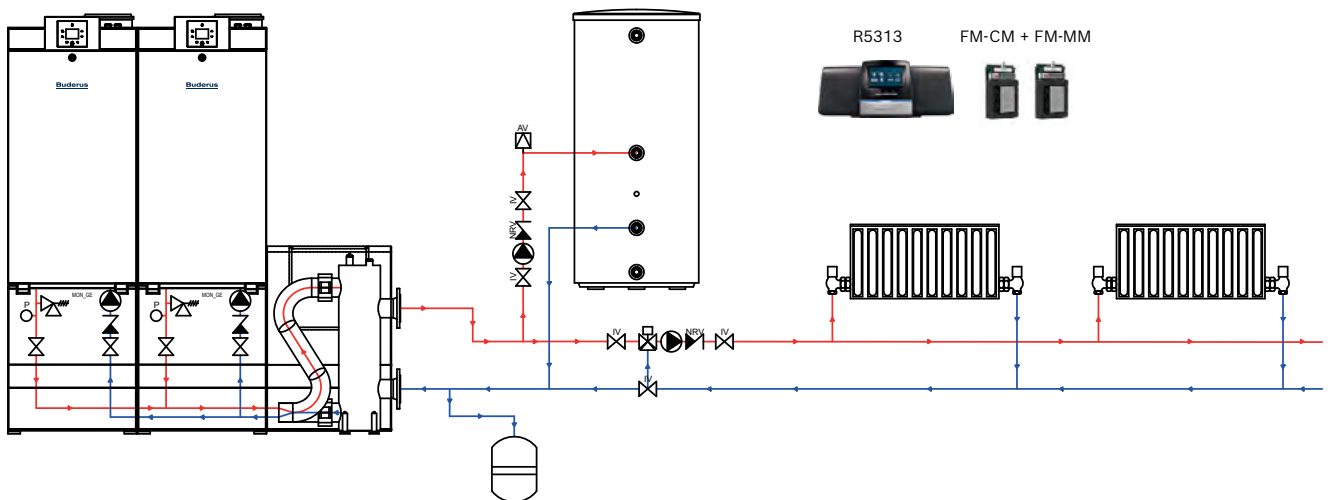 R5313
FM-CM + FM-MM
Buderus
Buderus
AV
IV
NRV
IV
P
MON_GE
P
MON_GE
IV
NRV
IV
IV